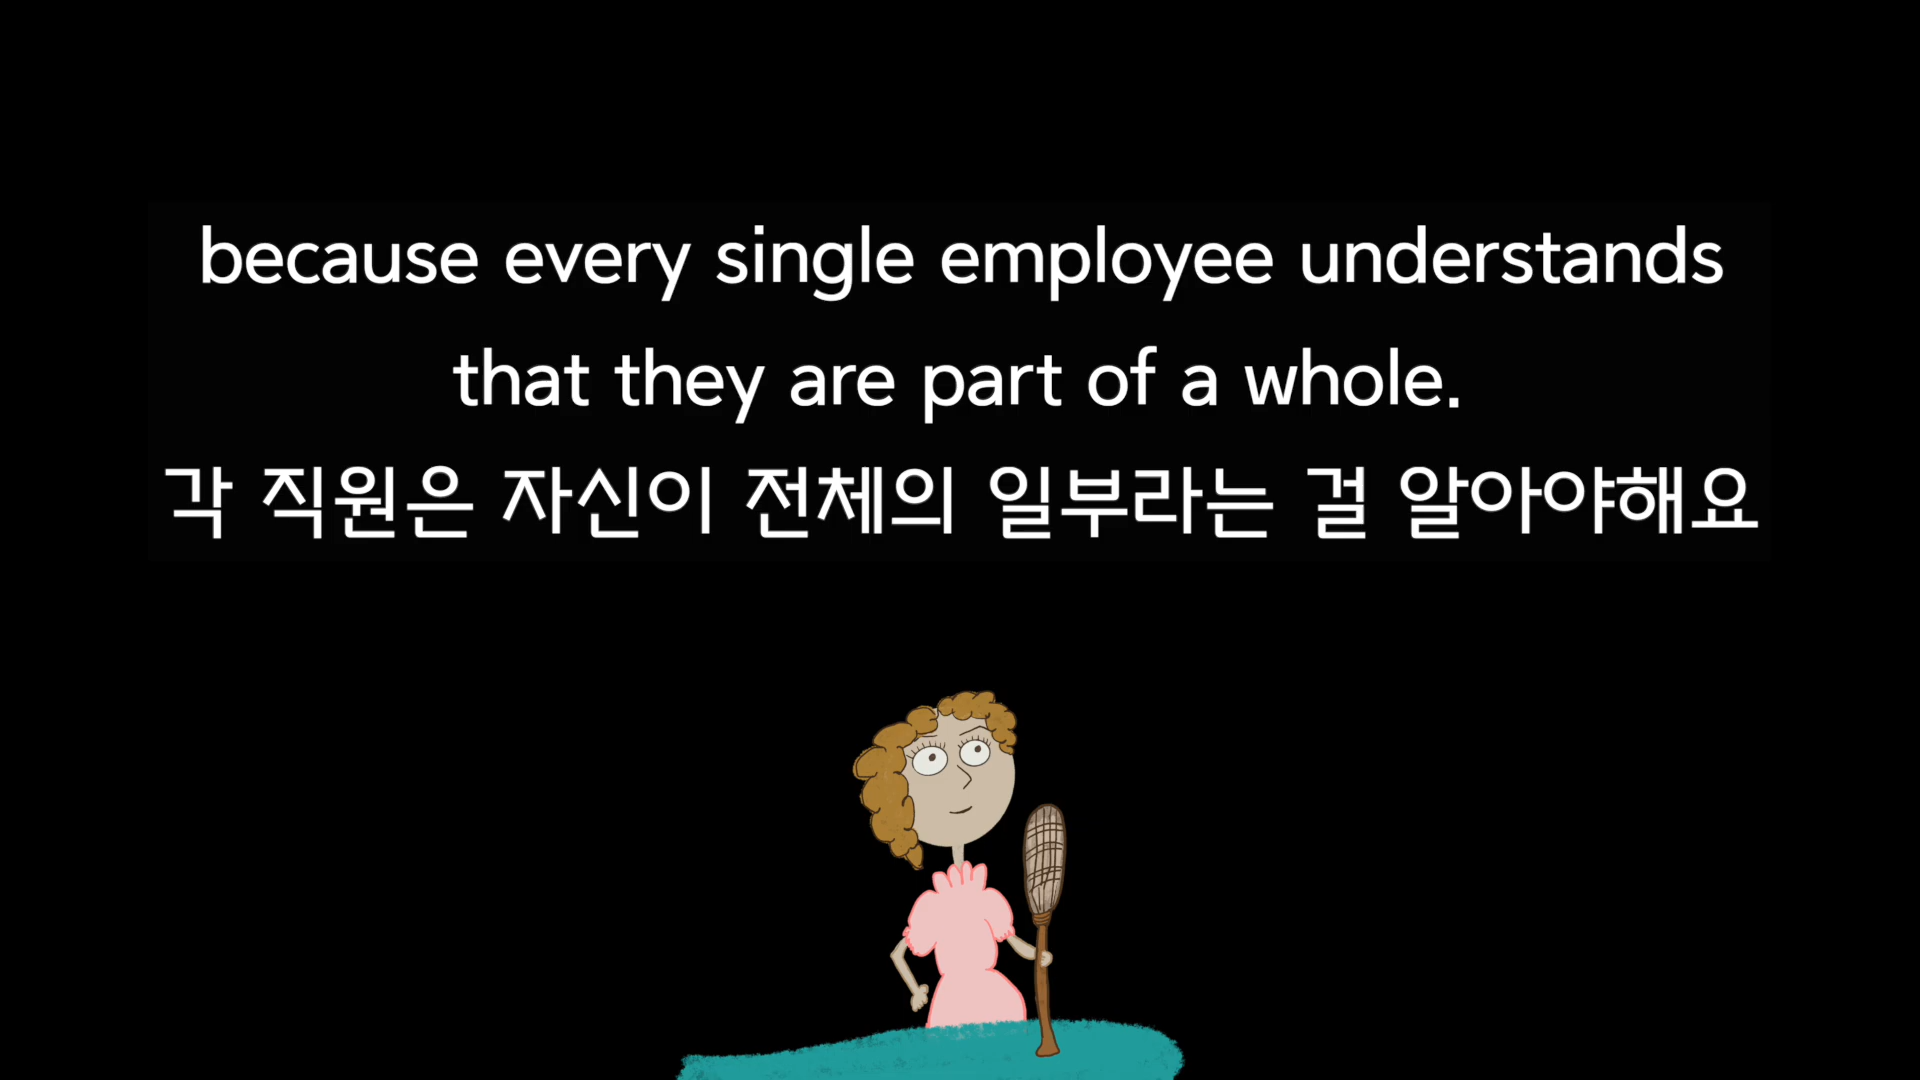 because every single employee understands
that they are part of a whole.
각 직원은 자신이 전체의 일부라는 걸 알아야해요